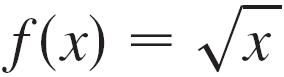 f(x) = √x